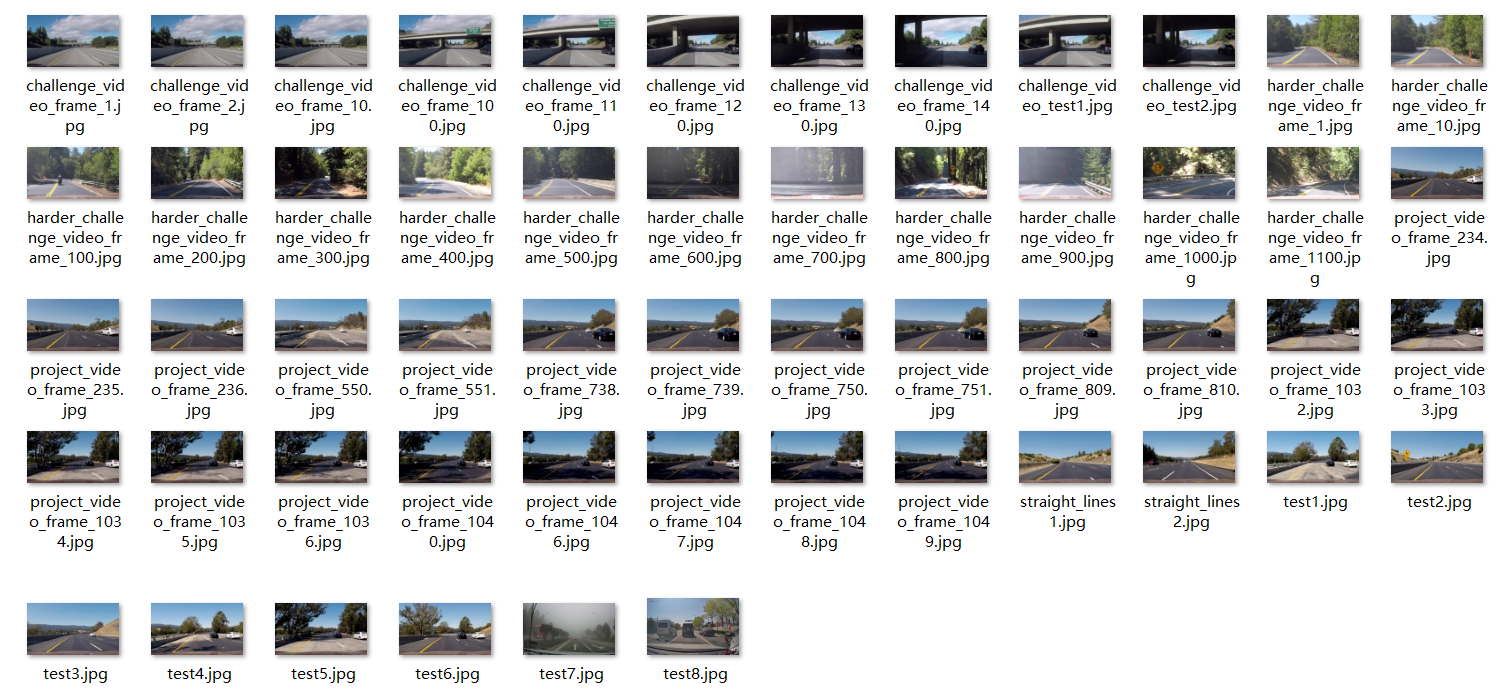 challenge_vid
eo_frame_1.j
pg
challenge_vid
eo_frame_2.j
pg
challenge_vid
eo_frame_10.
jpg
challenge_vid
eo_frame_10
0.jpg
challenge_vid
eo_frame_11
0.jpg
challenge_vid
eo_frame_12
0.jpg
challenge_vid
eo_frame_13
0.jpg
challenge_vid
eo_frame_14
0.jpg
challenge_vid
eo_test1.jpg
challenge_vid
eo_test2.jpg
harder_challe
nge_video_fr
ame_1.jpg
harder_challe
nge_video_fr
ame_10.jpg
harder_challe
nge_video_fr
ame_100.jpg
harder_challe
nge_video_fr
ame_200.jpg
harder_challe
nge_video_fr
ame_300.jpg
harder_challe
nge_video_fr
ame_400.jpg
harder_challe
nge_video_fr
ame_500.jpg
harder_challe
nge_video_fr
ame_600.jpg
harder_challe
nge_video_fr
ame_700.jpg
harder_challe
nge_video_fr
ame_800.jpg
harder_challe
nge_video_fr
ame_900.jpg
harder_challe
nge_video_fr
ame_1000.jp
g
harder_challe
nge_video_fr
ame_1100.jp
g
project_vide
o_frame_234.
jpg
project_vide
o_frame_235.
jpg
project_vide
o_frame_236.
jpg
project_vide
o_frame_550.
jpg
project_vide
o_frame_551.
jpg
project_vide
o_frame_738.
jpg
project_vide
o_frame_739.
jpg
project_vide
o_frame_750.
jpg
project_vide
o_frame_751.
jpg
project_vide
o_frame_809.
jpg
project_vide
o_frame_810.
jpg
project_vide
o_frame_103
2.jpg
project_vide
o_frame_103
3.jpg
project_vide
o_frame_103
4.jpg
project_vide
o_frame_103
5.jpg
project_vide
o_frame_103
6.jpg
project_vide
o_frame_104
0.jpg
project_vide
o_frame_104
6.jpg
project_vide
o_frame_104
7.jpg
project_vide
o_frame_104
8.jpg
project_vide
o_frame_104
9.jpg
straight_lines
1.jpg
straight_lines
2.jpg
test1.jpg
test2.jpg
test3.jpg
test4.jpg
test5.jpg
test6.jpg
test7.jpg
test8.jpg